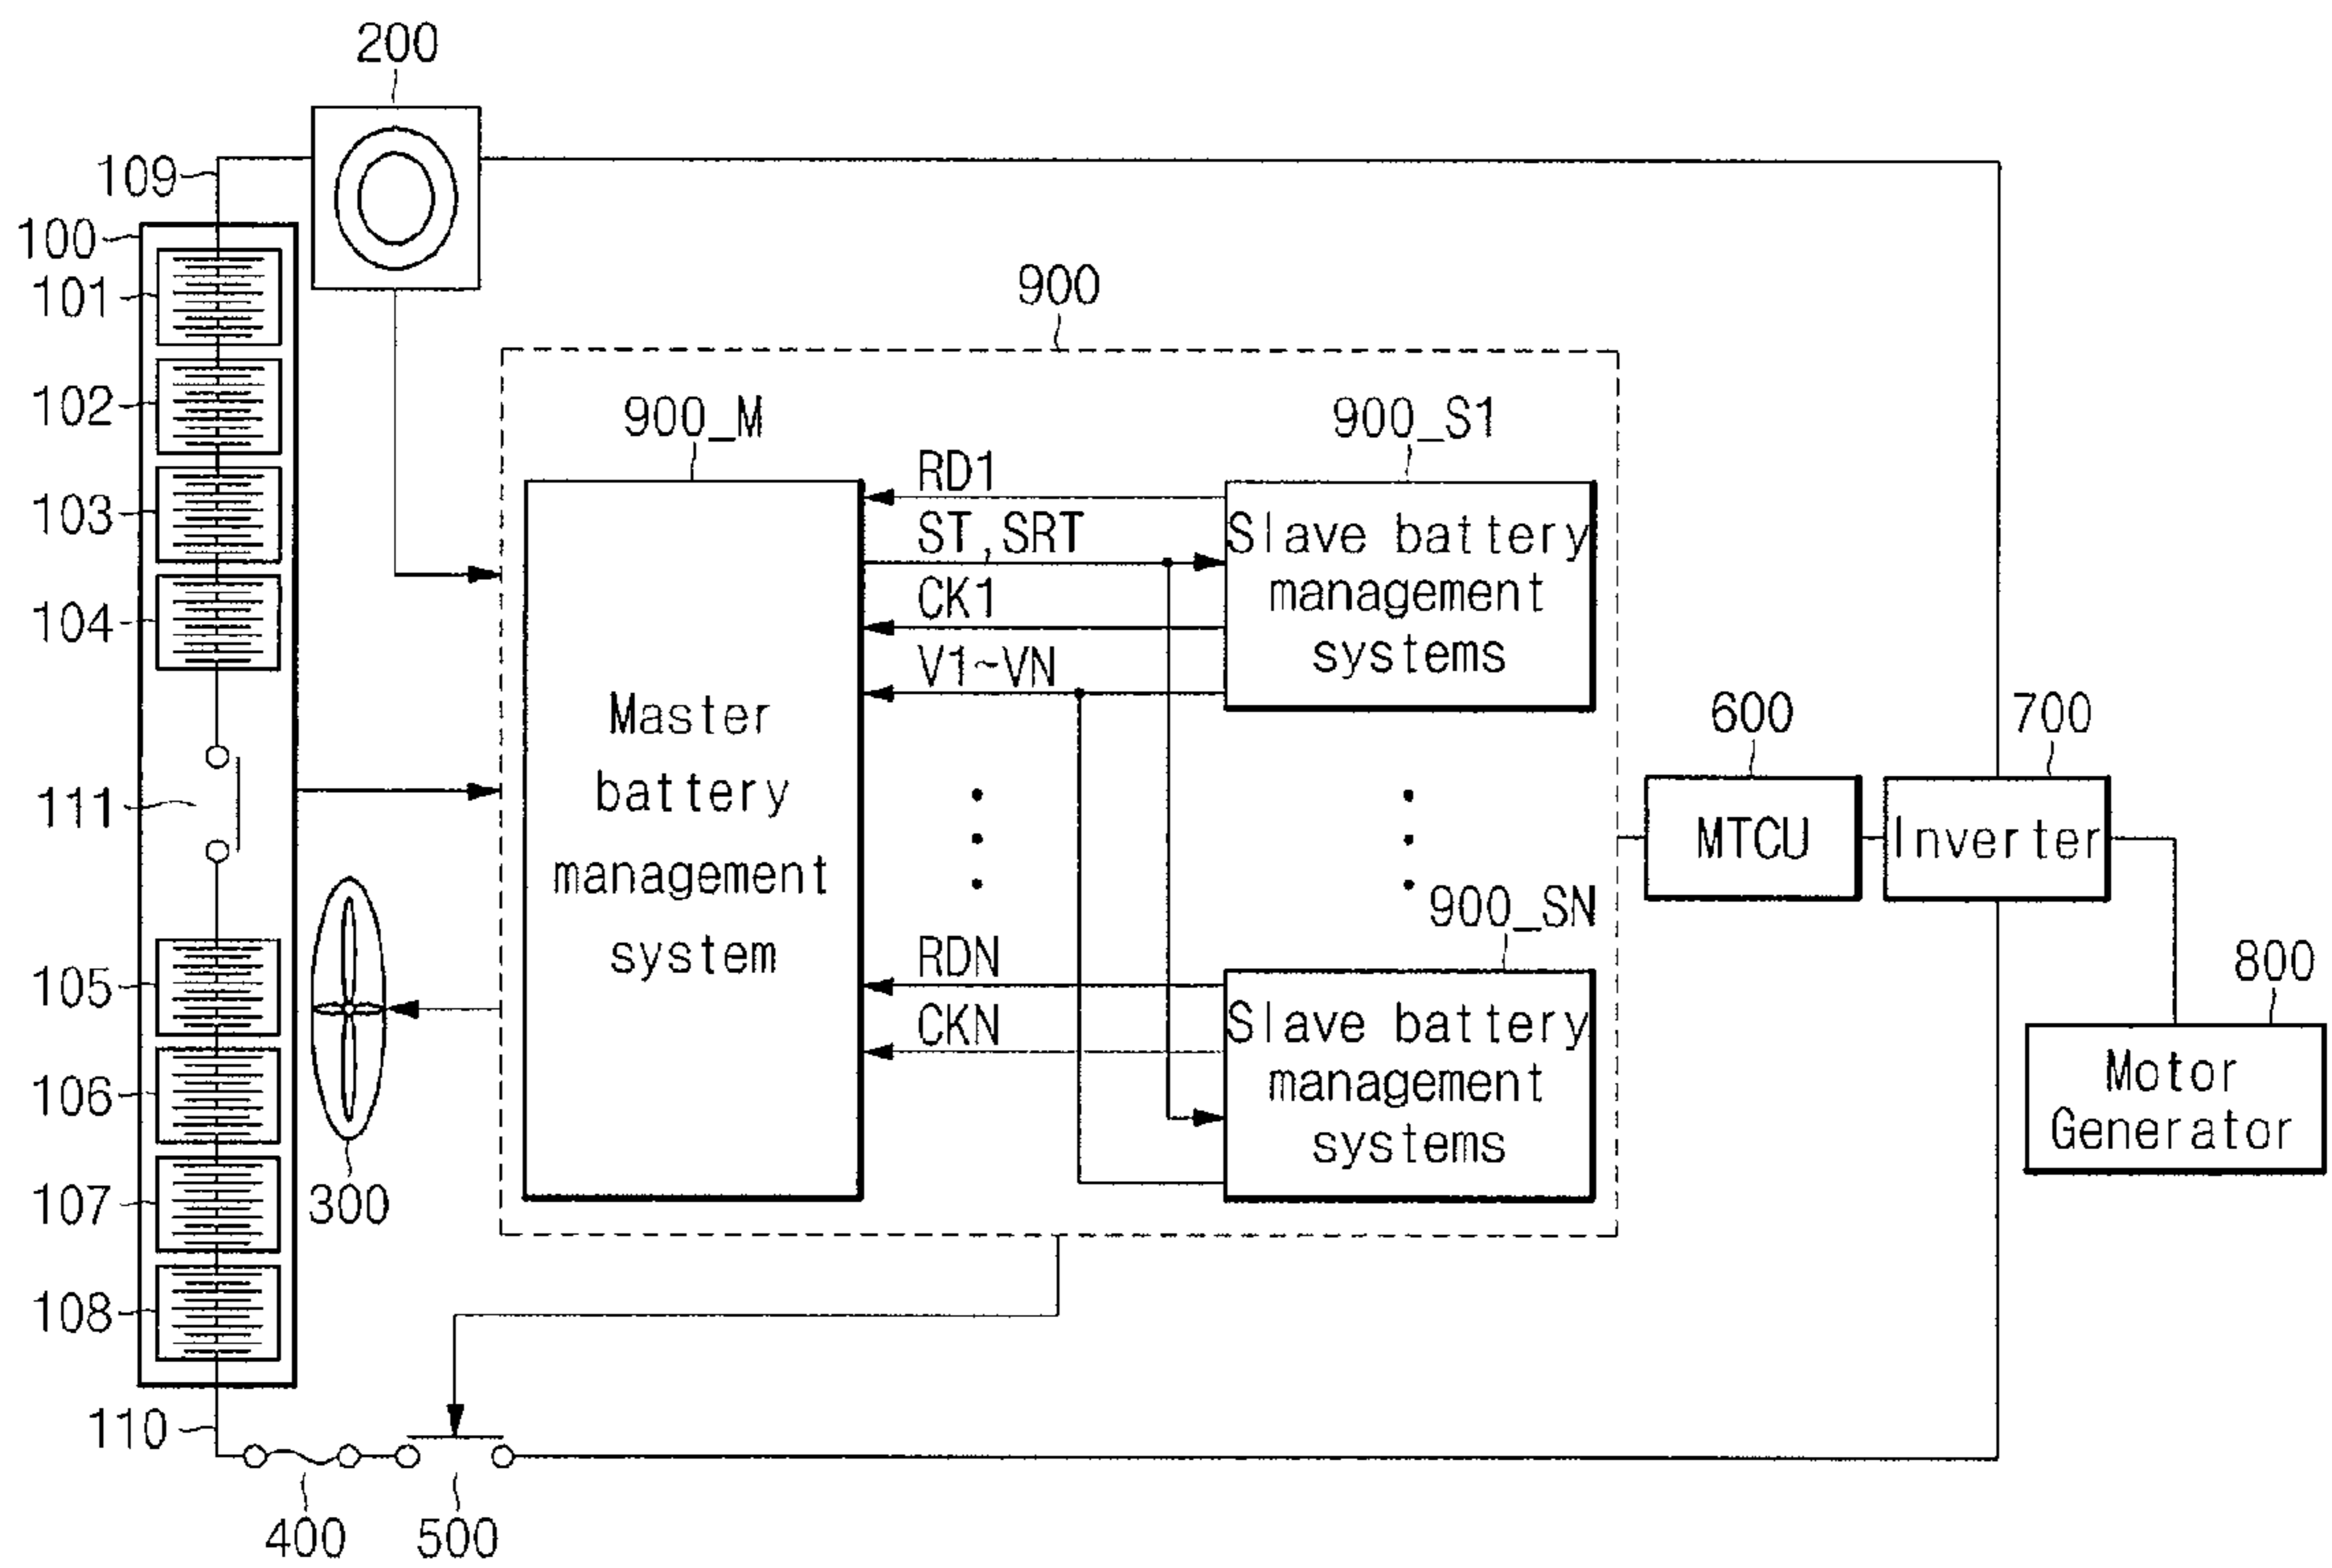 200
109
100
101
900
102
900_M
900_S1
RD1
103
ST,SRT
Slave battery
management
systems
CK1
104
V1~VN
Master
battery
management
system
600
700
111
MTCU
Inverter
900_SN
105
RDN
800
CKN
Slave battery
management
systems
106
Motor
Generator
107
300
108
110
400
500